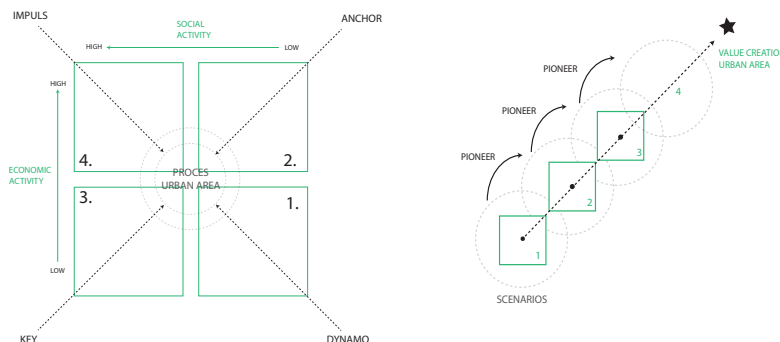 IMPULS
SOCIAL
ACTIVITY
ANCHOR
HIGH
LOW
HIGH
ECONOMIC
ACTIVITY
LOW
4.
2.
PROCES
URBAN AREA
3.
1.
KEY
DYNAMO
VALUE CREATIO
URBAN AREA
PIONEER
4
PIONEER
3
PIONEER
2
1
SCENARIOS